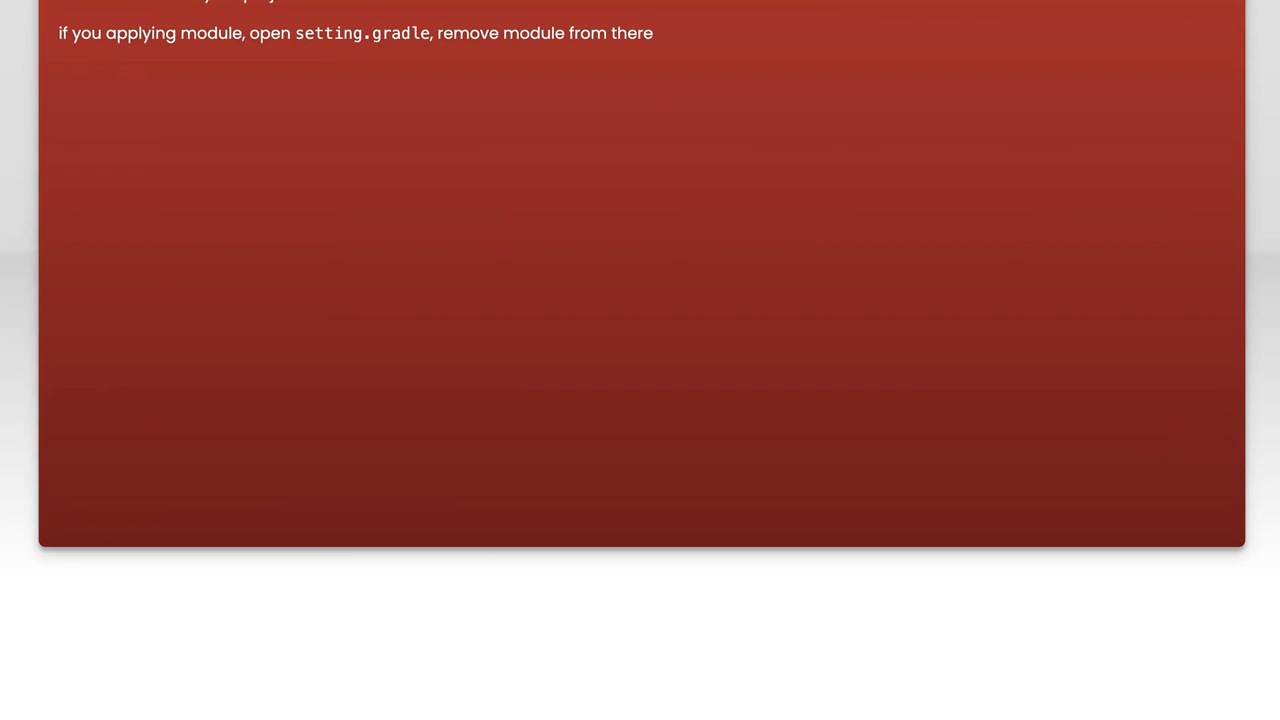 if you applying module, open setting.gradle, remove module from there